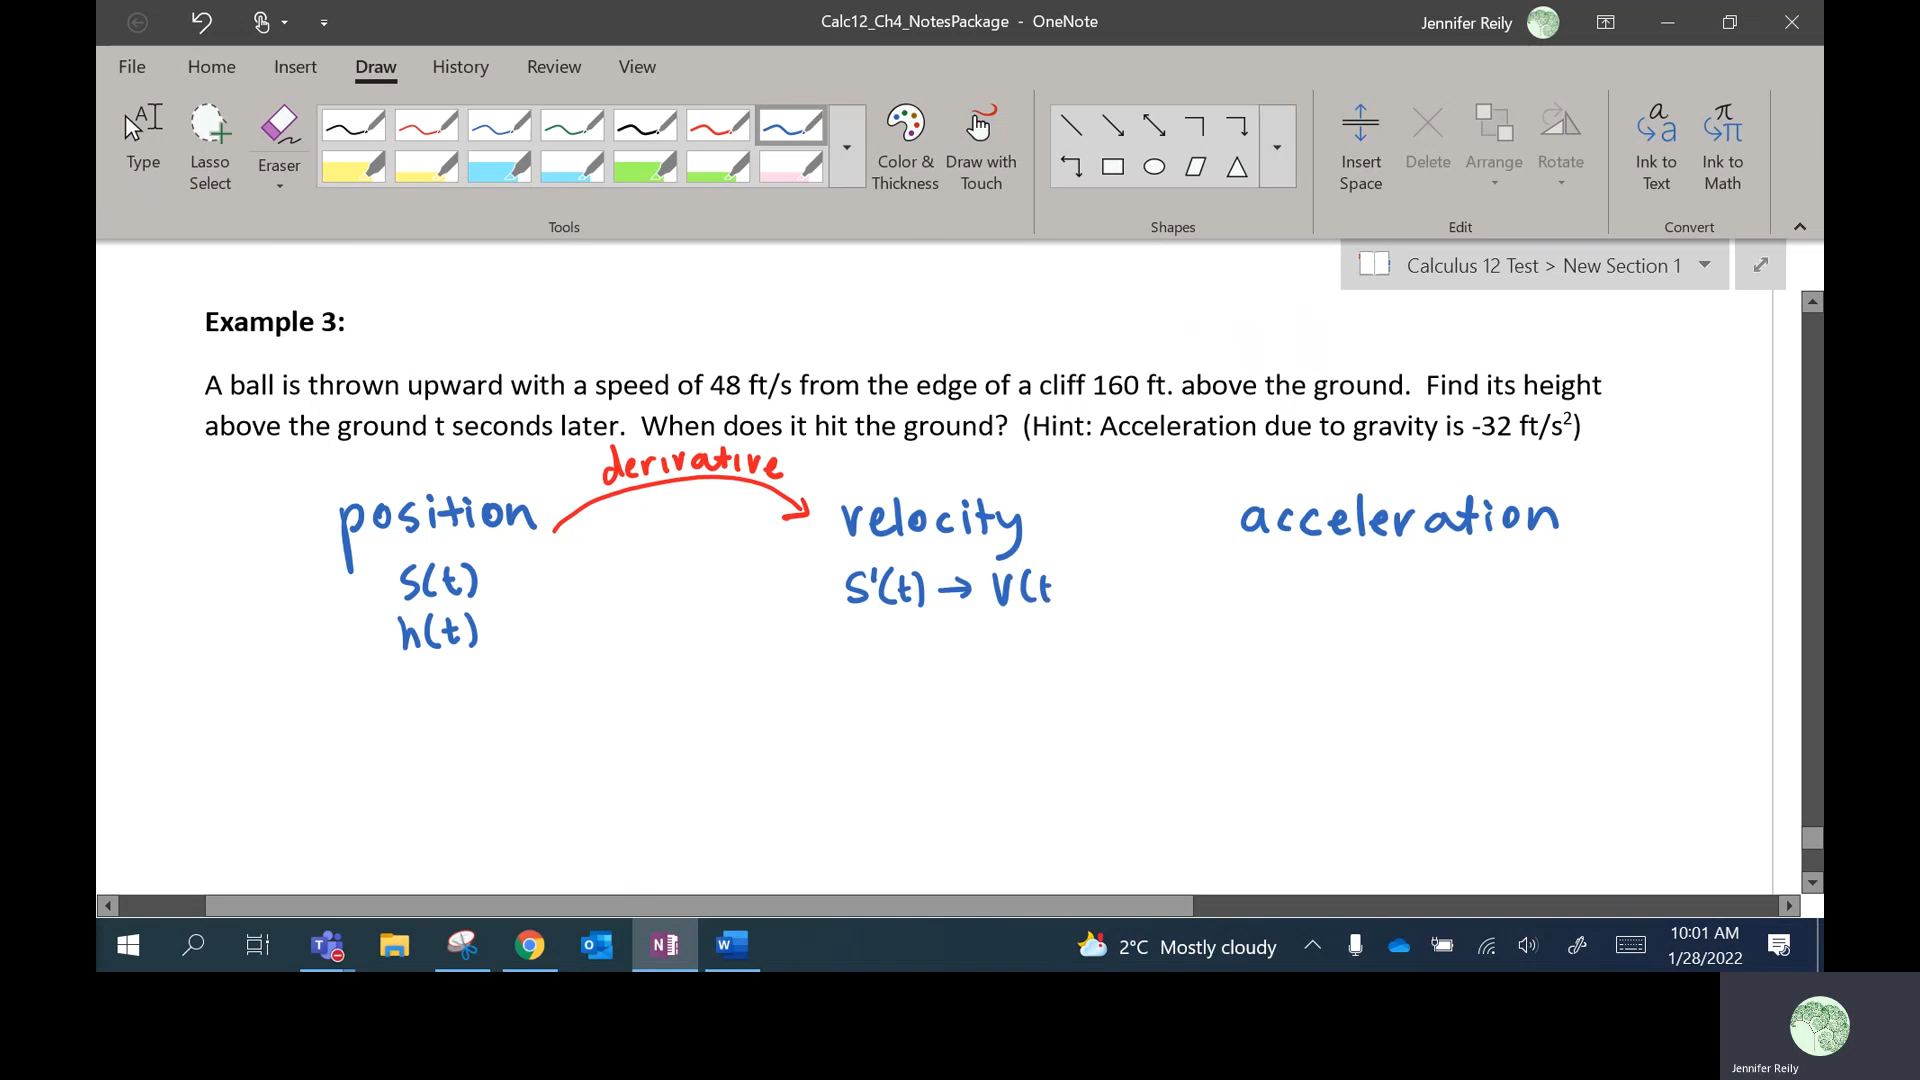 Calc12_Ch4_NotesPackage - OneNote
Jennifer Reily
File Home Insert Draw History Review View
Type
Lasso Select
Eraser
Color & Thickness
Draw with Touch
Insert Space
Delete
Arrange
Rotate
Ink to Text
Ink to Math
Tools
Shapes
Edit
Convert
Calculus 12 Test > New Section 1
Example 3:
A ball is thrown upward with a speed of 48 ft/s from the edge of a cliff 160 ft. above the ground. Find its height
above the ground t seconds later. When does it hit the ground? (Hint: Acceleration due to gravity is -32 ft/s²)
derivative
position velocity acceleration
s(t) s'(t) → v(t
h(t)
2°C Mostly cloudy
10:01 AM
1/28/2022
Jennifer Reily